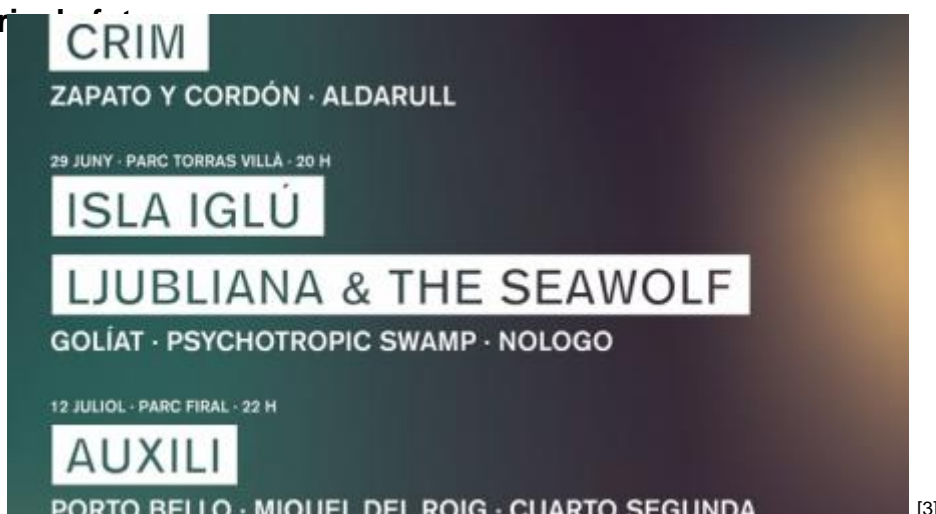 CRIM
ZAPATO Y CORDÓN · ALDARULL
29 JUNY · PARC TORRAS VILLÀ · 20 H
ISLA IGLÚ
LJUBLIANA & THE SEAWOLF
GOLÍAT · PSYCHOTROPIC SWAMP · NOLOGO
12 JULIOL · PARC FIRAL · 22 H
AUXILI
PORTO BELLO · MIQUEL DEL ROIG · CUARTO SEGUNDA
[3]